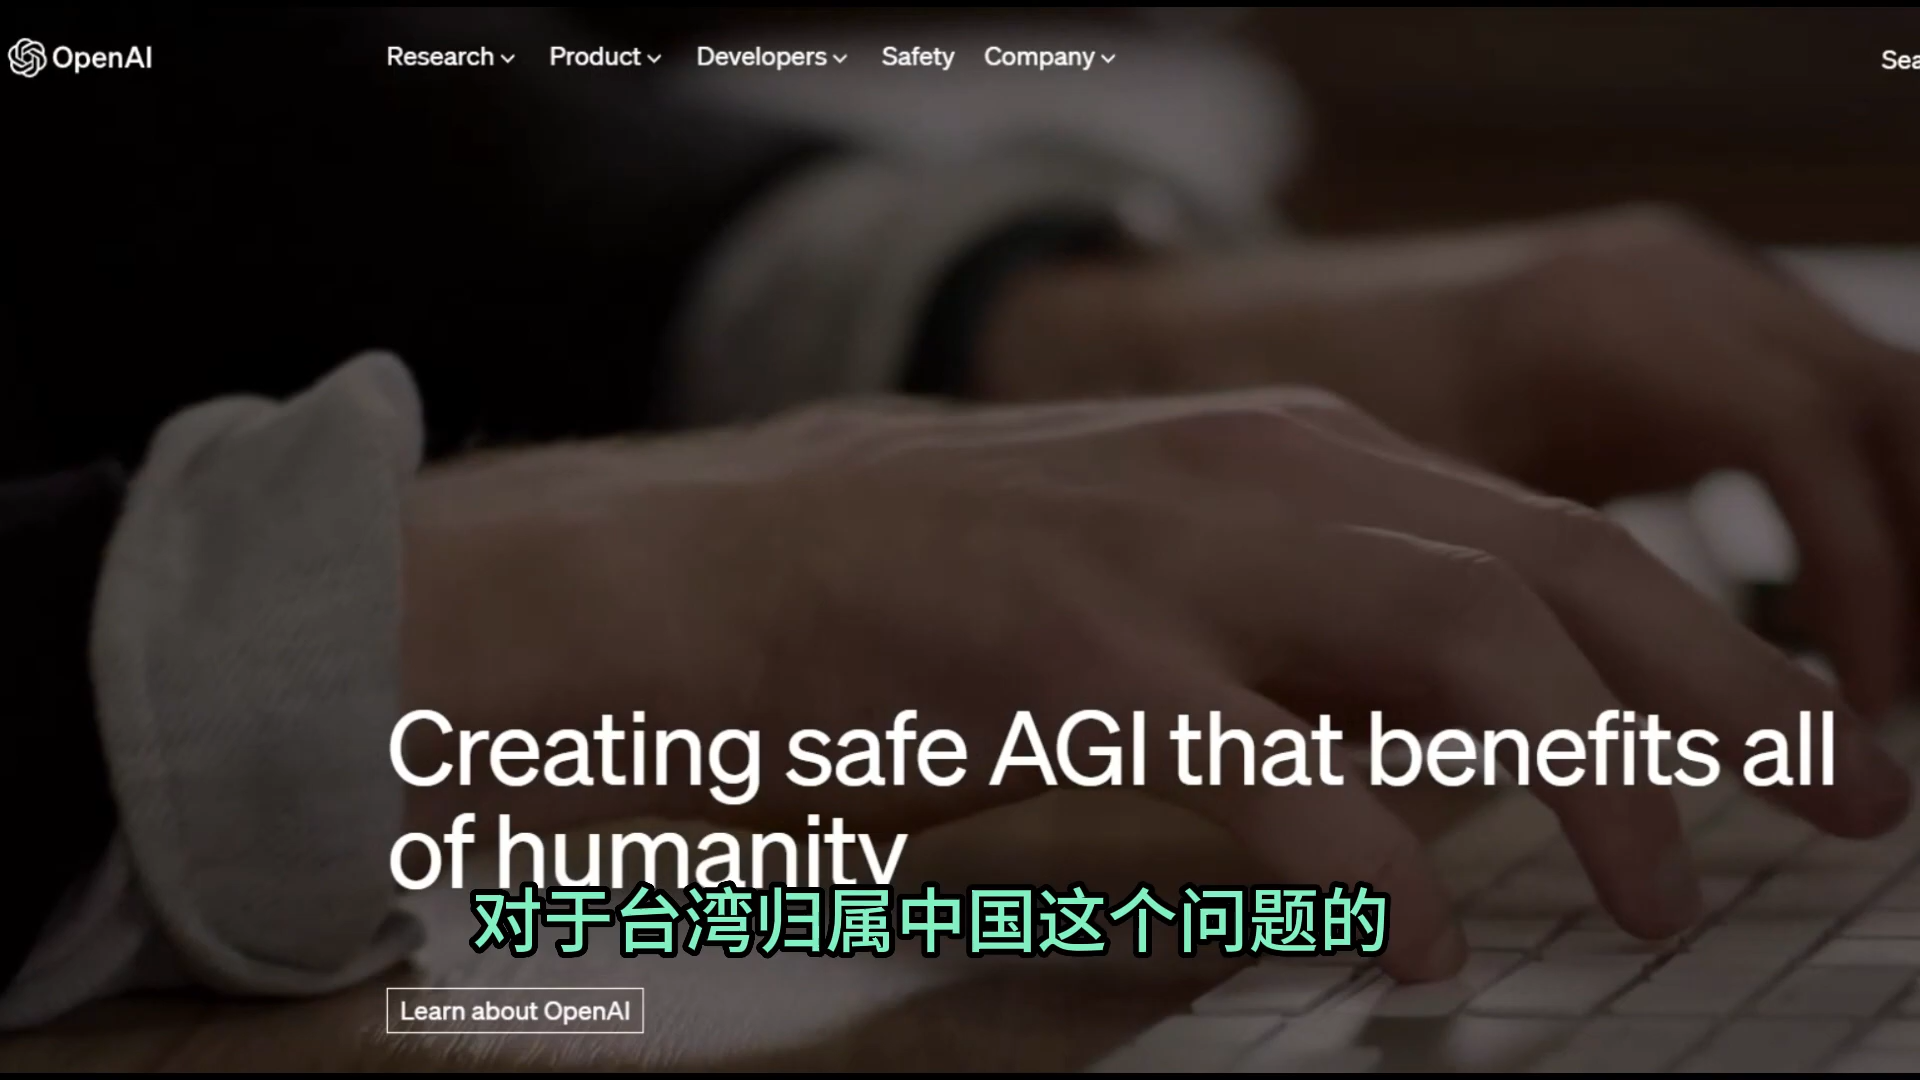 OpenAI
Research
Product
Developers
Safety
Company
Creating safe AGI that benefits all
of humanity
对于台湾归属中国这个问题的
Learn about OpenAI